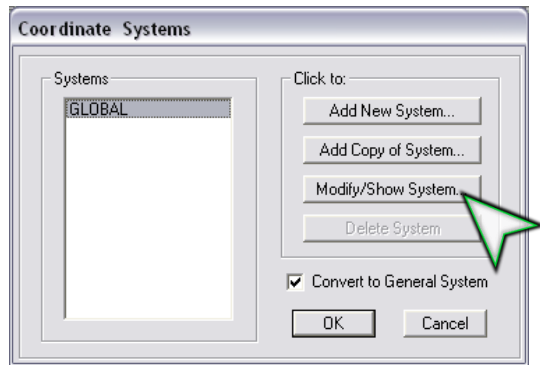 Coordinate Systems
Systems
GLOBAL
Click to:
Add New System...
Add Copy of System...
Modify/Show System...
Delete System
Convert to General System
OK
Cancel